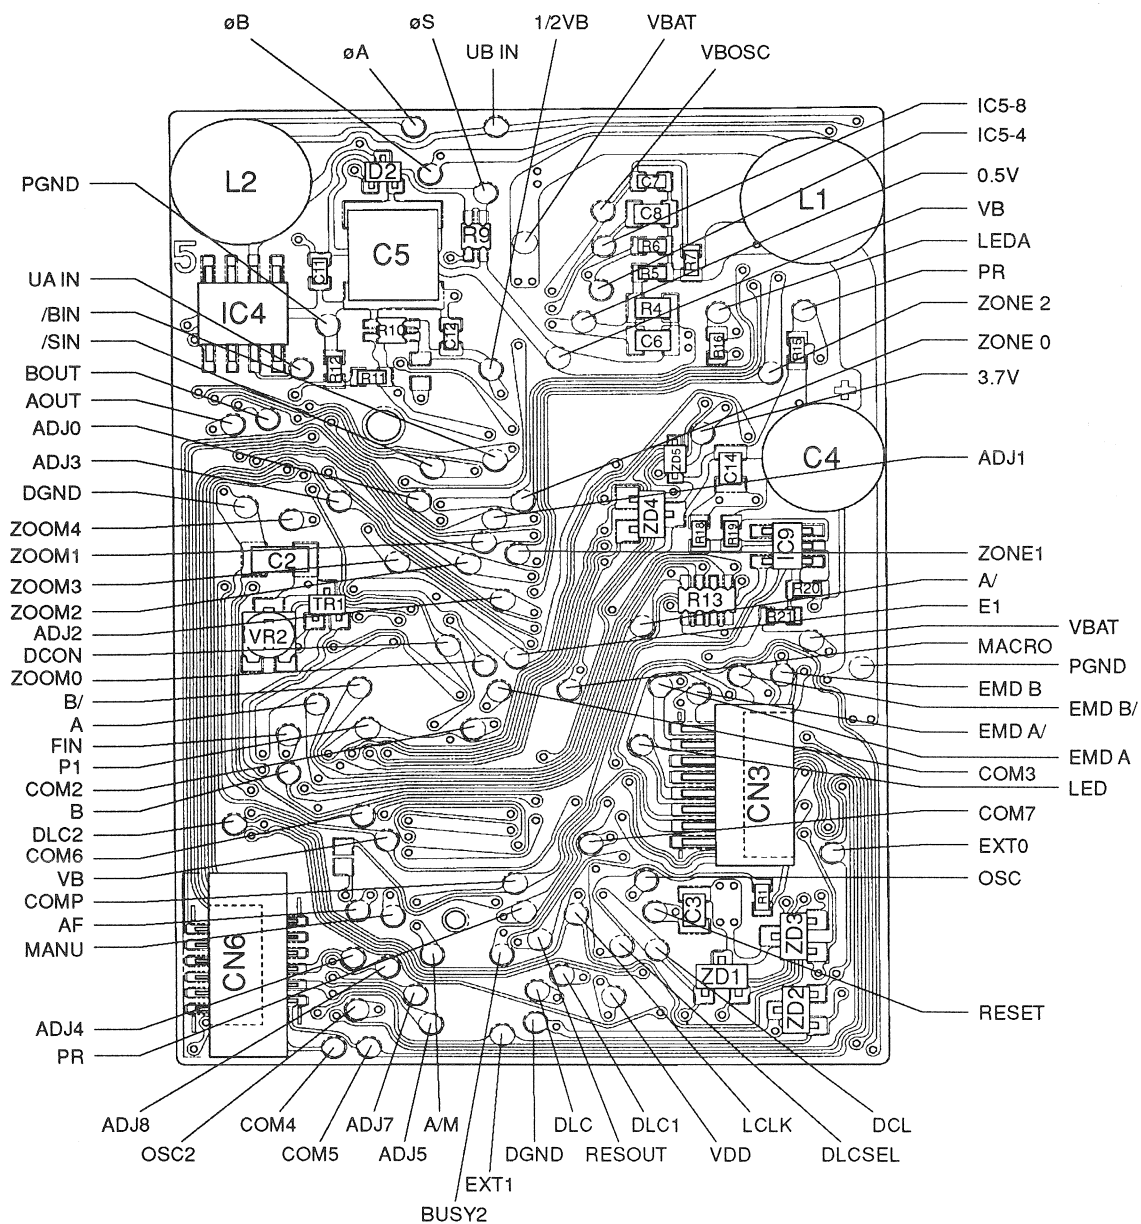 øB
øS
1/2VB
VBAT
øA
UB IN
VBOSC
IC5-8
IC5-4
0.5V
VB
LEDA
PR
ZONE 2
ZONE 0
3.7V
ADJ1
ZONE1
A/
E1
VBAT
MACRO
PGND
EMD B
EMD B/
EMD A/
EMD A
COM3
LED
COM7
EXT0
OSC
RESET
PGND
UA IN
/BIN
/SIN
BOUT
AOUT
ADJ0
ADJ3
DGND
ZOOM4
ZOOM1
ZOOM3
ZOOM2
ADJ2
DCON
ZOOM0
B/
A
FIN
P1
COM2
B
DLC2
COM6
VB
COMP
AF
MANU
ADJ4
PR
ADJ8
COM4
ADJ7
A/M
DLC
DLC1
LCLK
DCL
OSC2
COM5
ADJ5
DGND
RESOUT
VDD
DLCSEL
EXT1
BUSY2
L2
D2
C7
L1
C8
R9
R6
5
C5
C11
R7
R5
IC4
R4
R10
C12
C6
R16
R15
R12
R11
+
C4
ZD5
C14
ZD4
R18
R19
IC9
C2
R20
TR1
R13
R21
VR2
CN3
CN6
R1
C3
ZD3
ZD1
ZD2